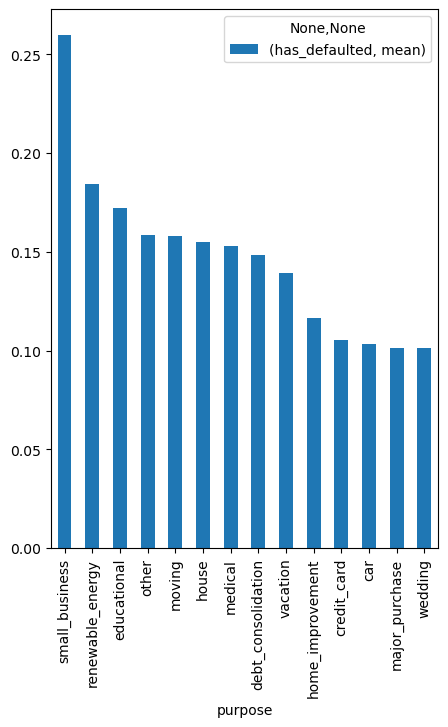 None,None
(has_defaulted, mean)
0.25
0.20
0.15
0.10
0.05
0.00
small_business
renewable_energy
educational
other
moving
house
medical
debt_consolidation
vacation
home_improvement
credit_card
car
major_purchase
wedding
purpose